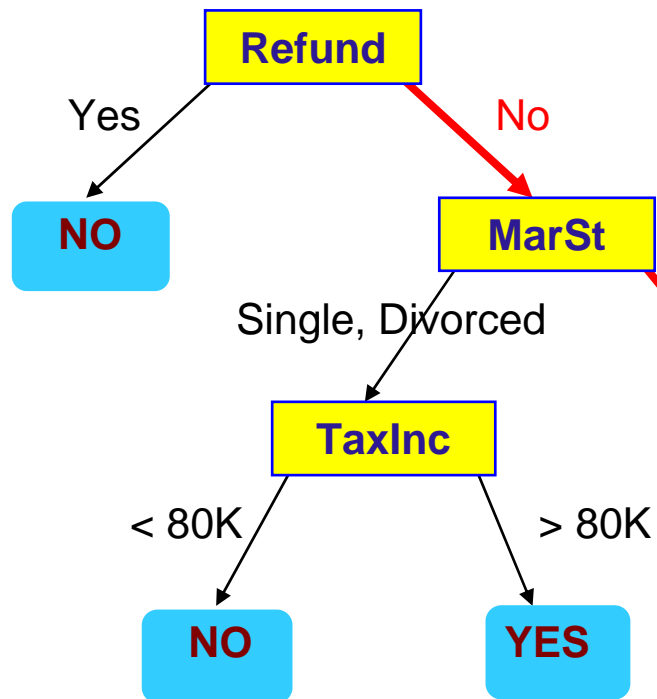 Refund
Yes
No
NO
MarSt
Single, Divorced
TaxInc
< 80K
> 80K
NO
YES